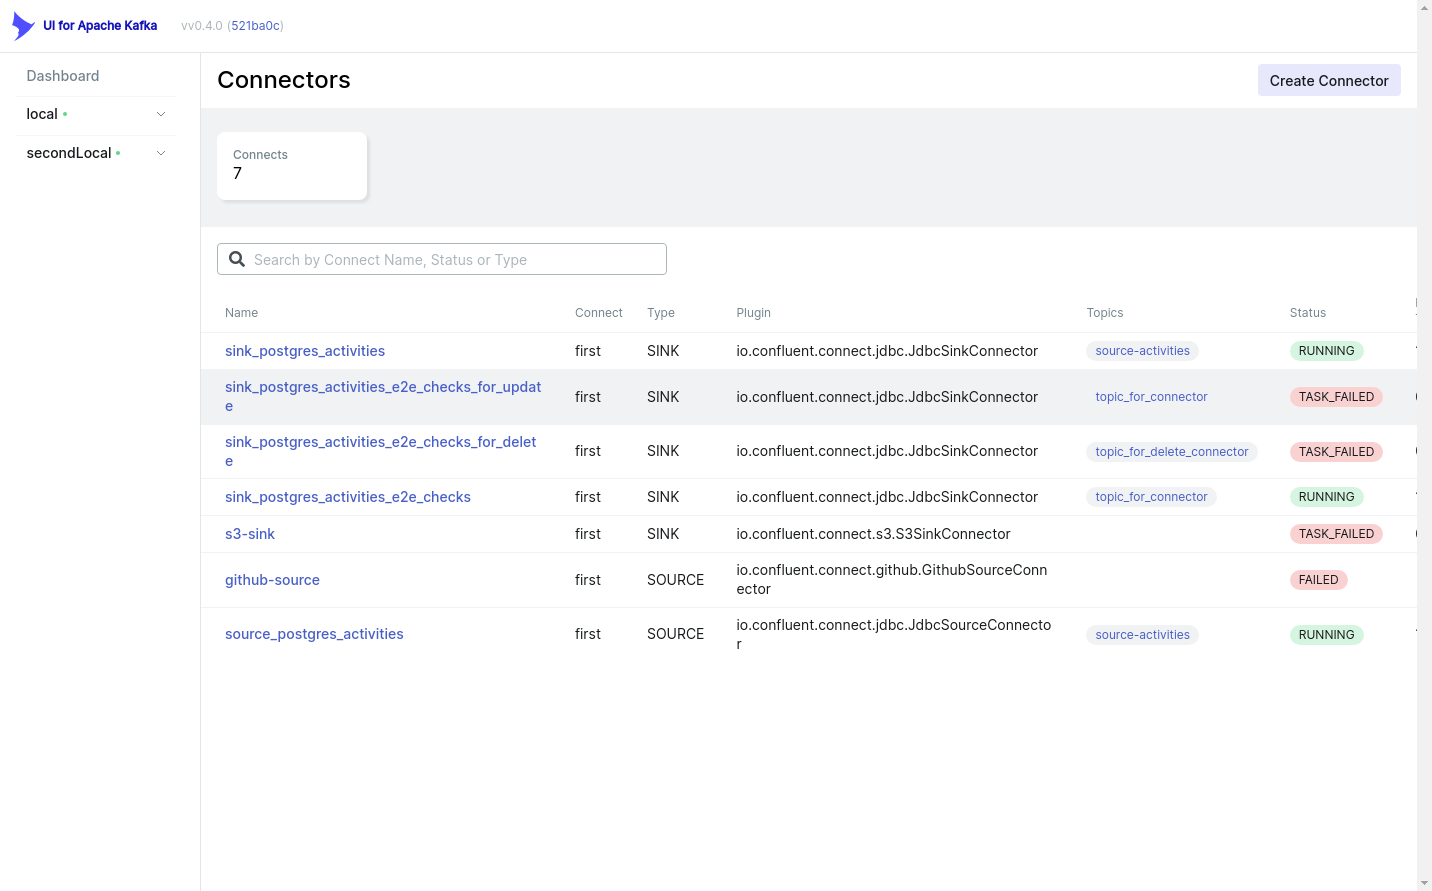 UI for Apache Kafka vv0.4.0 (521ba0c)
Dashboard
local
secondLocal
Connectors
Create Connector
Connects
7
Search by Connect Name, Status or Type
Name Connect Type Plugin Topics Status
sink_postgres_activities first SINK io.confluent.connect.jdbc.JdbcSinkConnector source-activities RUNNING
sink_postgres_activities_e2e_checks_for_updat
e
first SINK io.confluent.connect.jdbc.JdbcSinkConnector topic_for_connector TASK_FAILED
sink_postgres_activities_e2e_checks_for_delet
e
first SINK io.confluent.connect.jdbc.JdbcSinkConnector topic_for_delete_connector TASK_FAILED
sink_postgres_activities_e2e_checks first SINK io.confluent.connect.jdbc.JdbcSinkConnector topic_for_connector RUNNING
s3-sink first SINK io.confluent.connect.s3.S3SinkConnector TASK_FAILED
github-source first SOURCE
io.confluent.connect.github.GithubSourceConn
ector
FAILED
source_postgres_activities first SOURCE
io.confluent.connect.jdbc.JdbcSourceConnecto
r
source-activities RUNNING